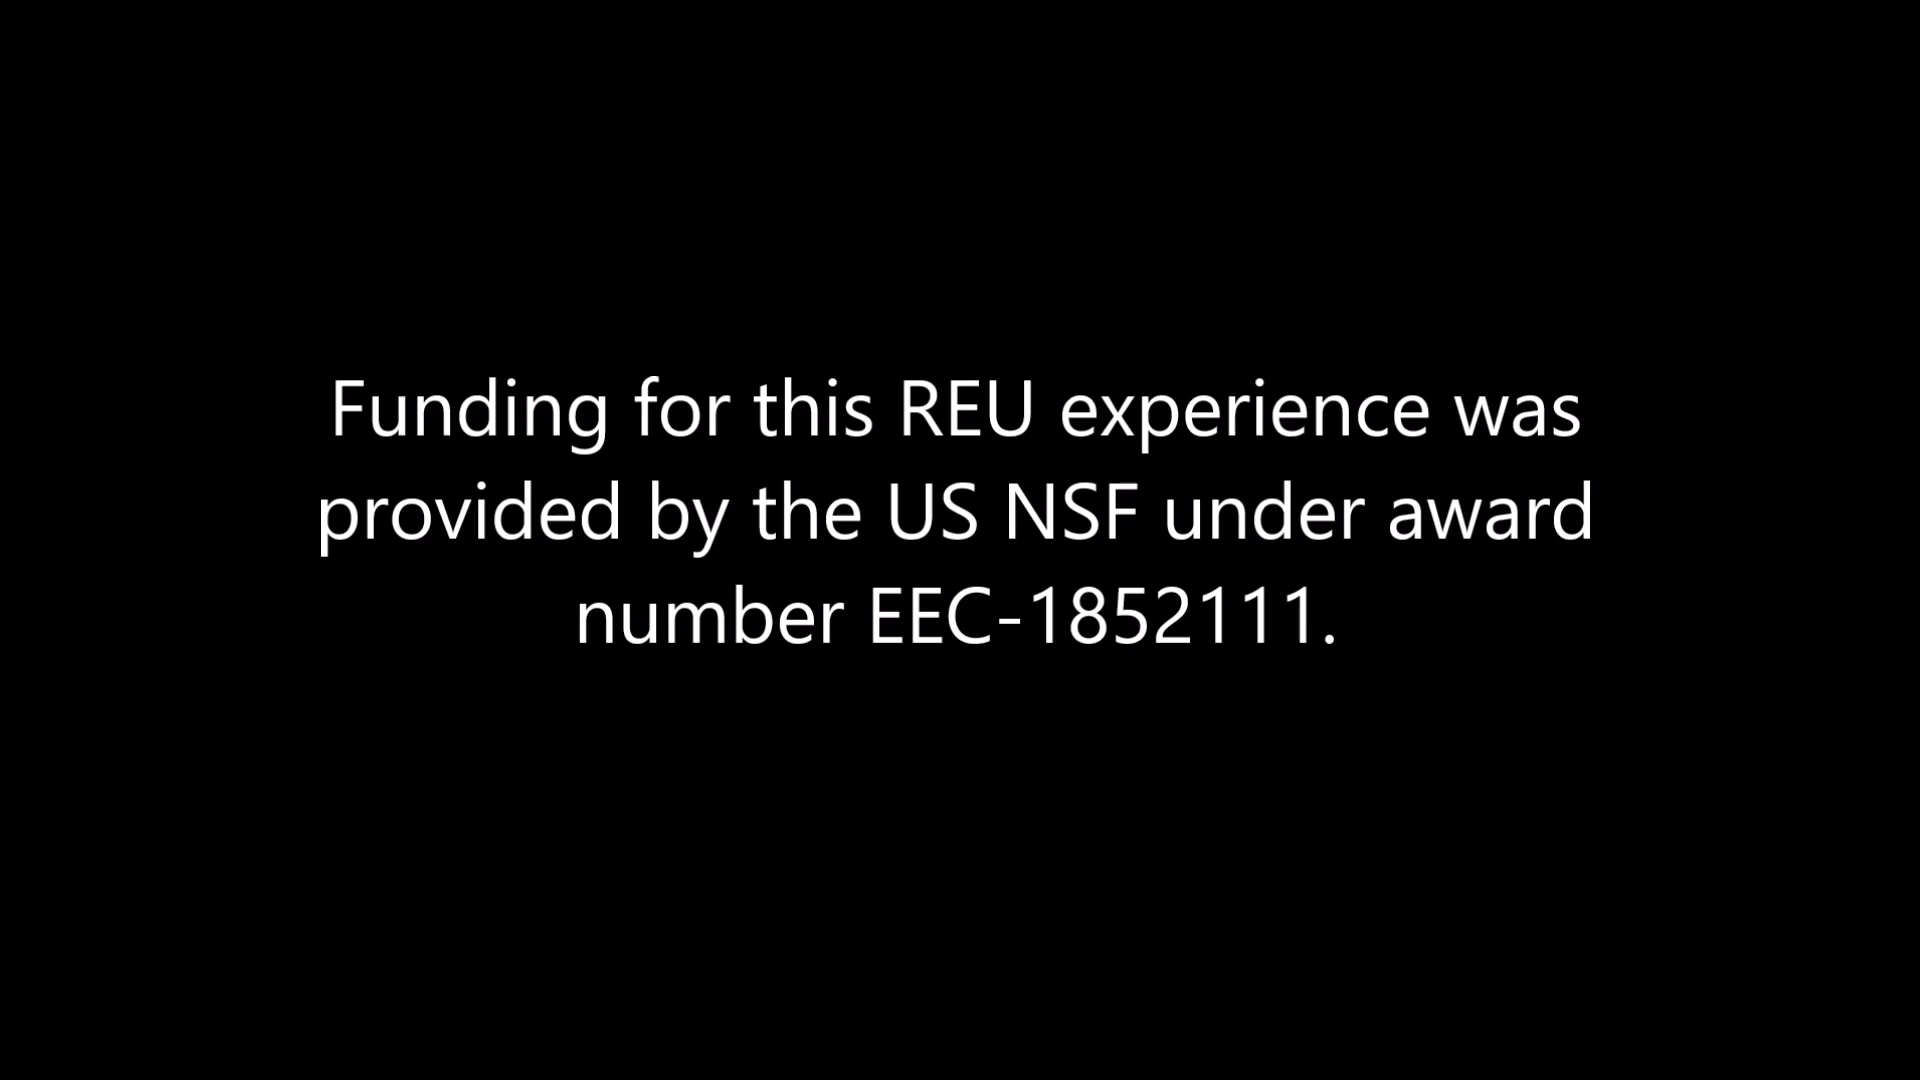 Funding for this REU experience was
provided by the US NSF under award
number EEC-1852111.